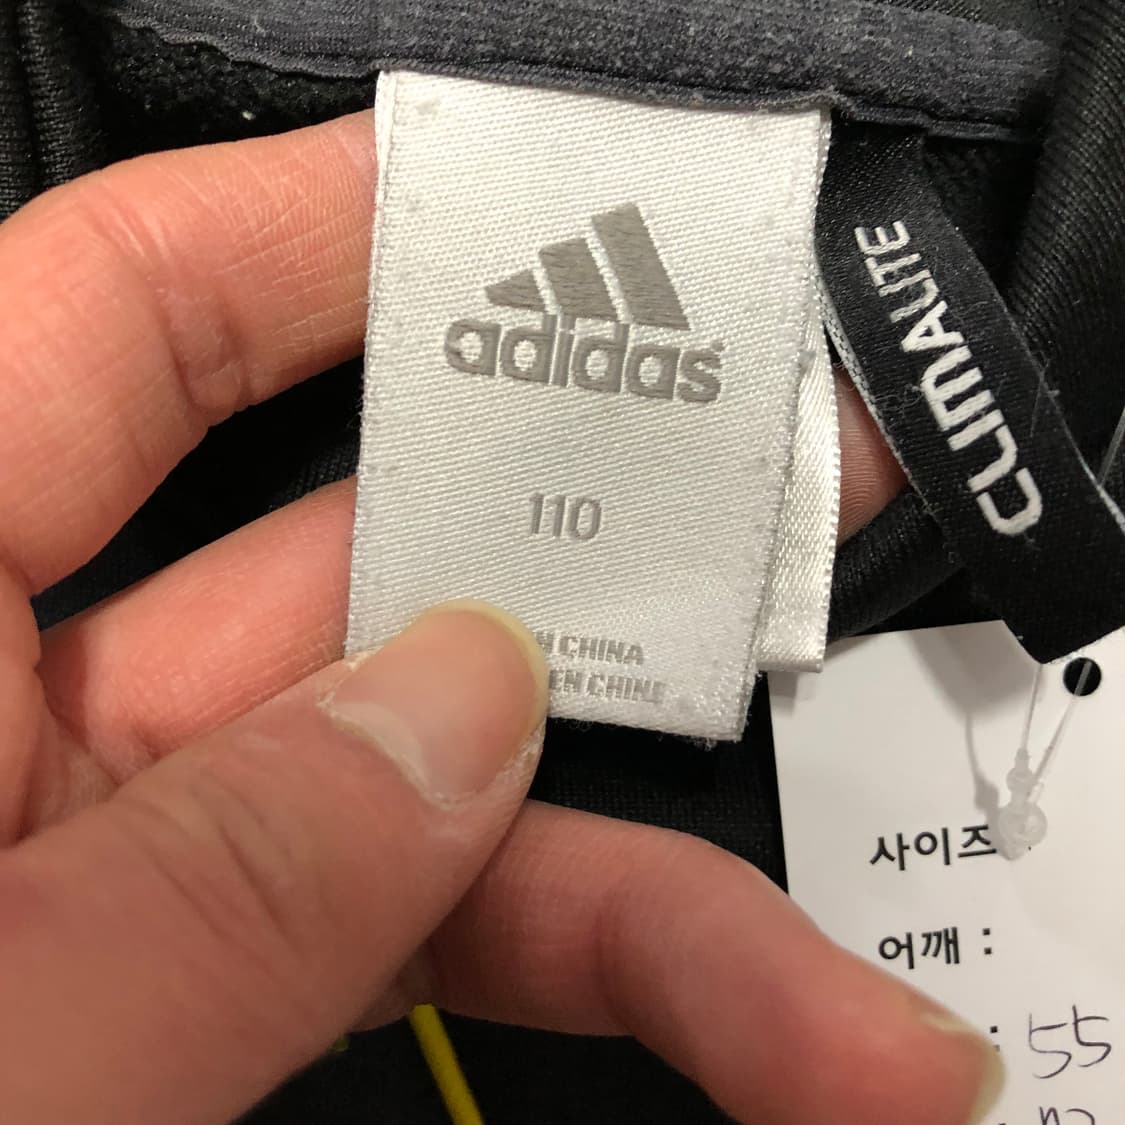 adidas
110
CHINA
EN CHINE
CLIMALITE
사이즈
어깨 :
: 55